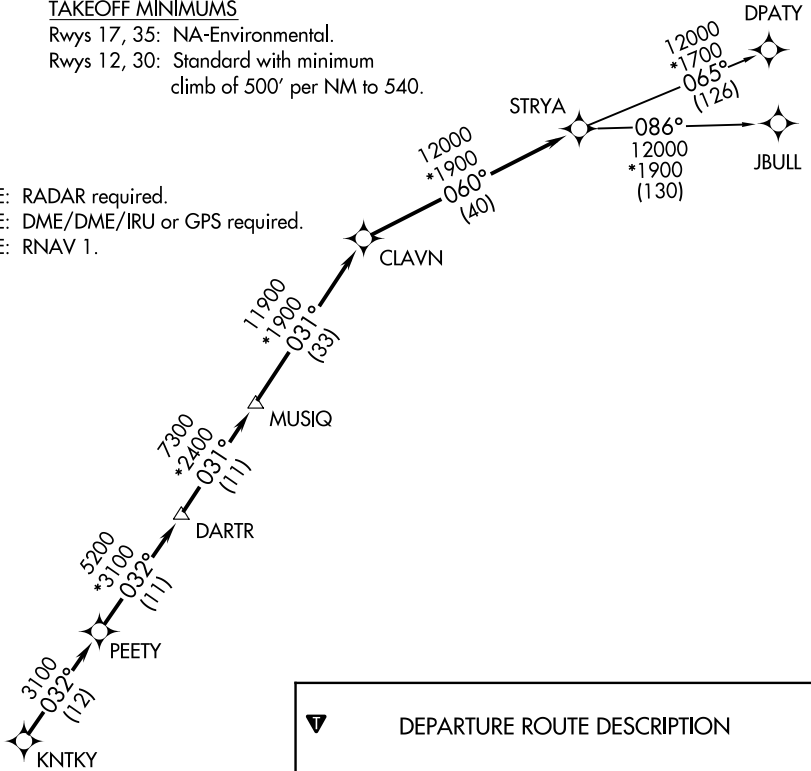 TAKEOFF MINIMUMS
Rwys 17, 35: NA-Environmental.
Rwys 12, 30: Standard with minimum
climb of 500' per NM to 540.
DPATY
12000
*1700
065°
(126)
STRYA
086°
12000
*1900
(130)
JBULL
12000
*1900
060°
(40)
E: RADAR required.
E: DME/DME/IRU or GPS required.
E: RNAV 1.
CLAVN
11900
*1900
031°
(33)
MUSIQ
7300
*2400
031°
(11)
DARTR
5200
*3100
032°
(11)
PEETY
3100
032°
(12)
KNTKY
T DEPARTURE ROUTE DESCRIPTION